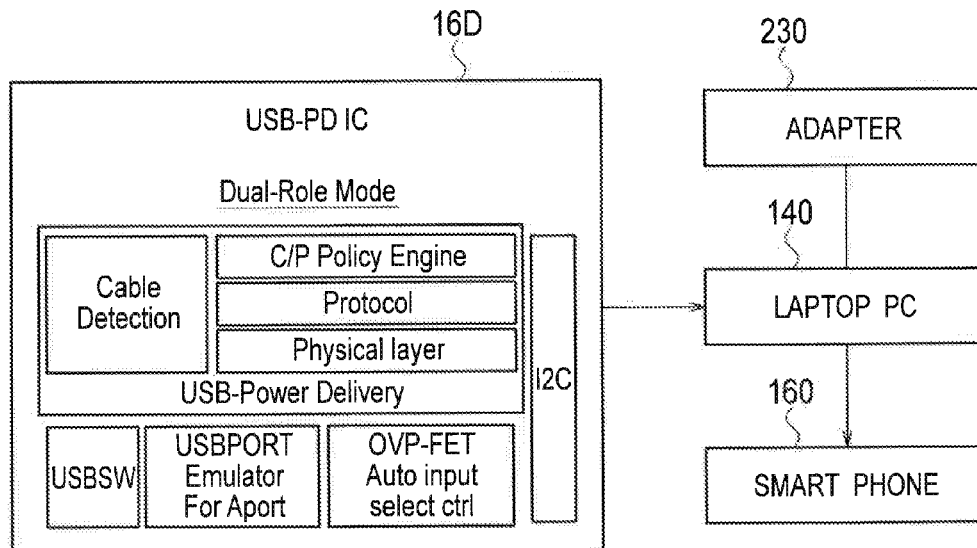 16D
USB-PD IC
Dual-Role Mode
Cable
Detection
C/P Policy Engine
Protocol
Physical layer
USB-Power Delivery
I2C
USBSW
USBPORT
Emulator
For Aport
OVP-FET
Auto input
select ctrl
230
ADAPTER
140
LAPTOP PC
160
SMART PHONE